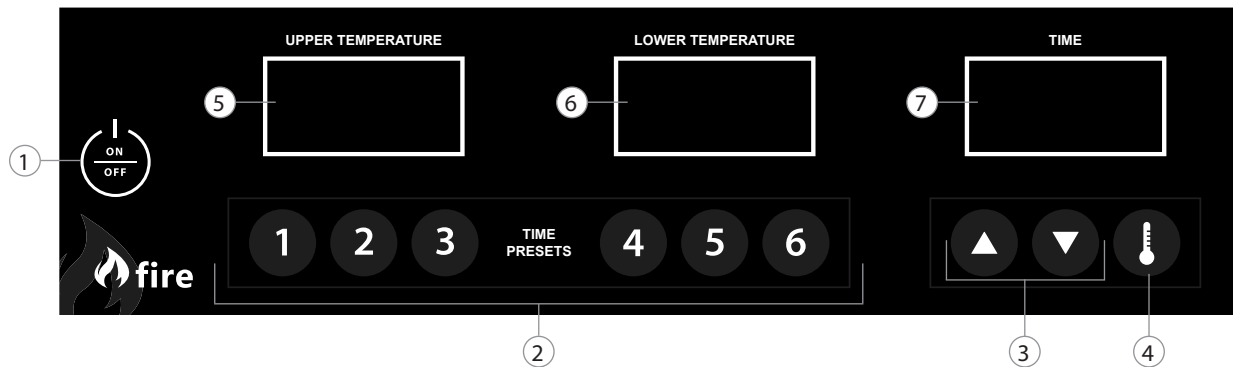 UPPER TEMPERATURE
LOWER TEMPERATURE
TIME
5
6
7
1
ON
OFF
1
2
3
TIME
PRESETS
4
5
6
fire
2
3
4